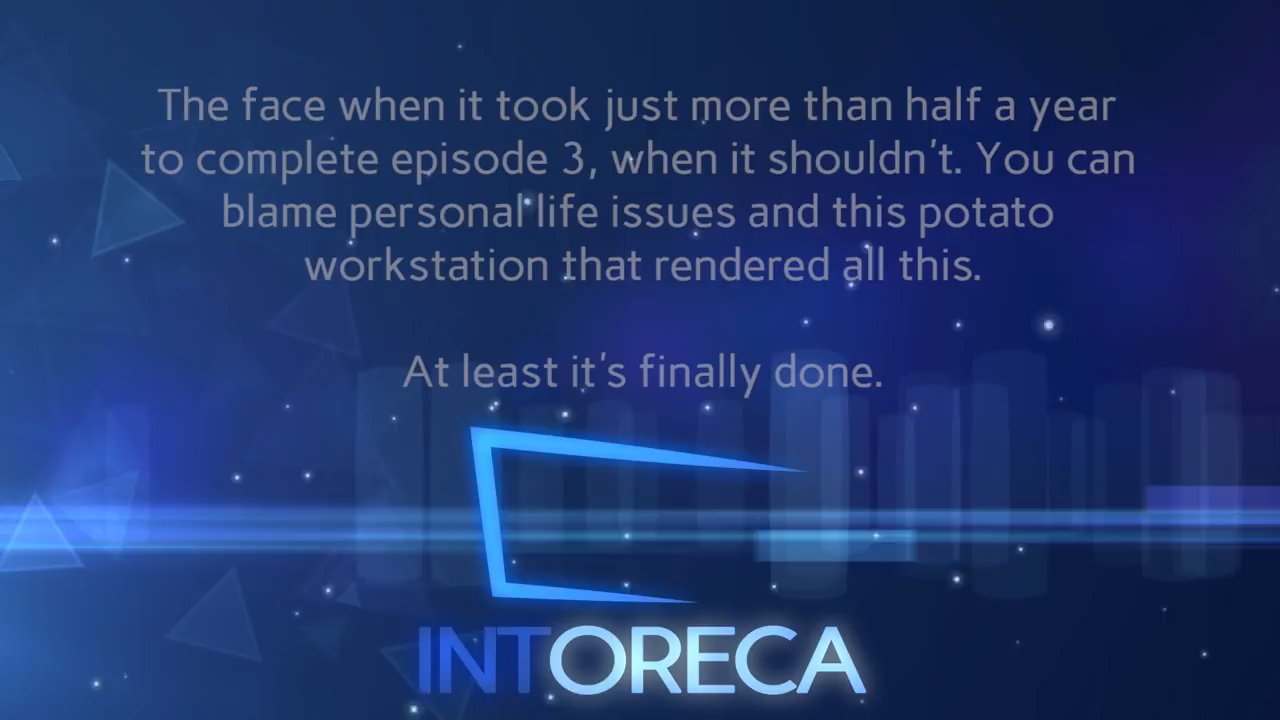 The face when it took just more than half a year
to complete episode 3, when it shouldn't. You can
blame personal life issues and this potato
workstation that rendered all this.
At least it's finally done.
INTORECA